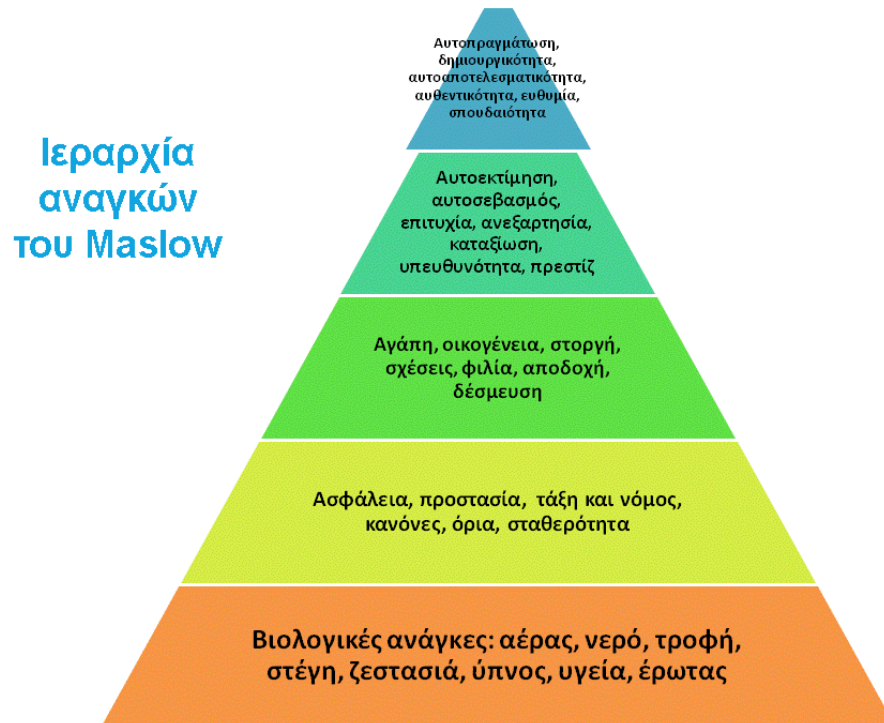 Ιεραρχία
αναγκών
του Maslow
Αυτοπραγμάτωση,
δημιουργικότητα,
αυτοαποτελεσματικότητα,
αυθεντικότητα, ευθυμία,
σπουδαιότητα
Αυτοεκτίμηση,
αυτοσεβασμός,
επιτυχία, ανεξαρτησία,
καταξίωση,
υπευθυνότητα, πρεστίζ
Αγάπη, οικογένεια, στοργή,
σχέσεις, φιλία, αποδοχή,
δέσμευση
Ασφάλεια, προστασία, τάξη και νόμος,
κανόνες, όρια, σταθερότητα
Βιολογικές ανάγκες: αέρας, νερό, τροφή,
στέγη, ζεστασιά, ύπνος, υγεία, έρωτας